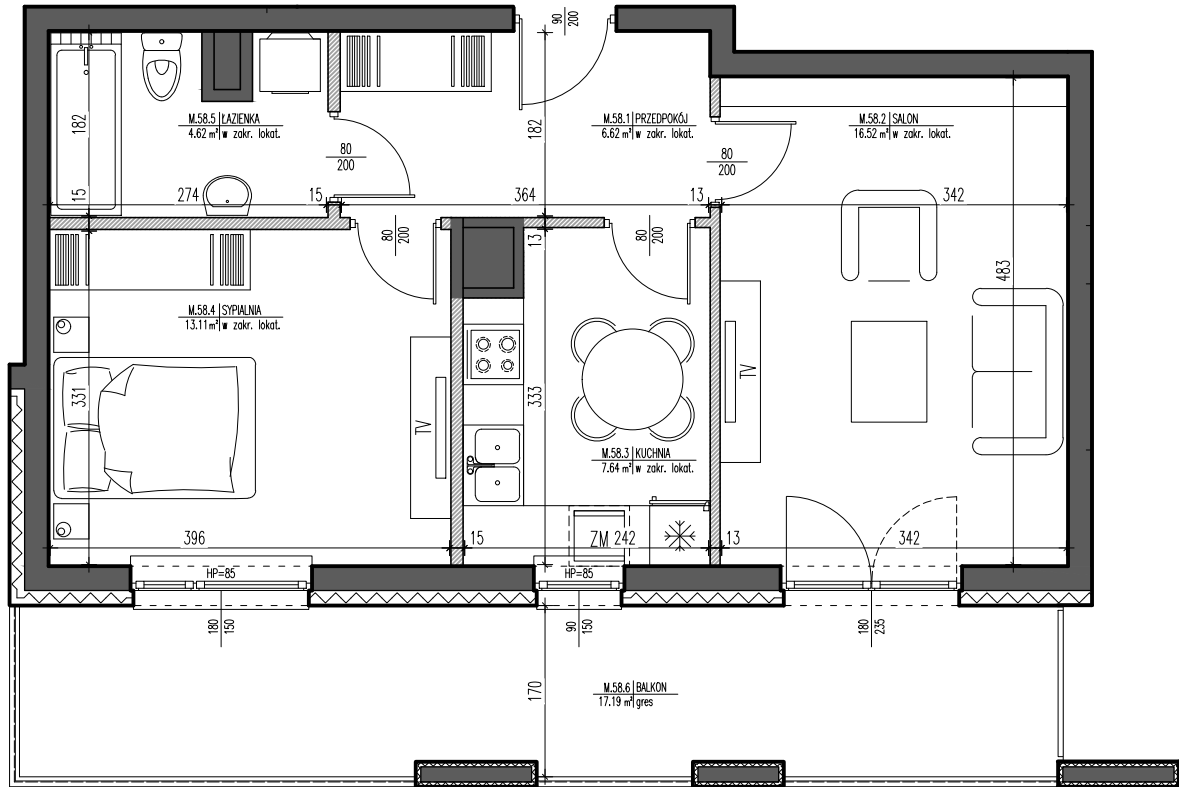 90
200
M.58.5 ŁAZIENKA
4.62 m² w zakr. lokat.
M.58.1 PRZEDPOKÓJ
6.62 m² w zakr. lokat.
M.58.2 SALON
16.52 m² w zakr. lokat.
182
182
80
200
80
200
15
274
15
364
13
342
80
200
13
80
200
483
M.58.4 SYPIALNIA
13.11 m² w zakr. lokat.
331
333
TV
TV
M.58.3 KUCHNIA
7.64 m² w zakr. lokat.
396
15
ZM
242
13
342
HP=85
HP=85
180
150
90
150
180
235
170
M.58.6 BALKON
17.19 m² gres